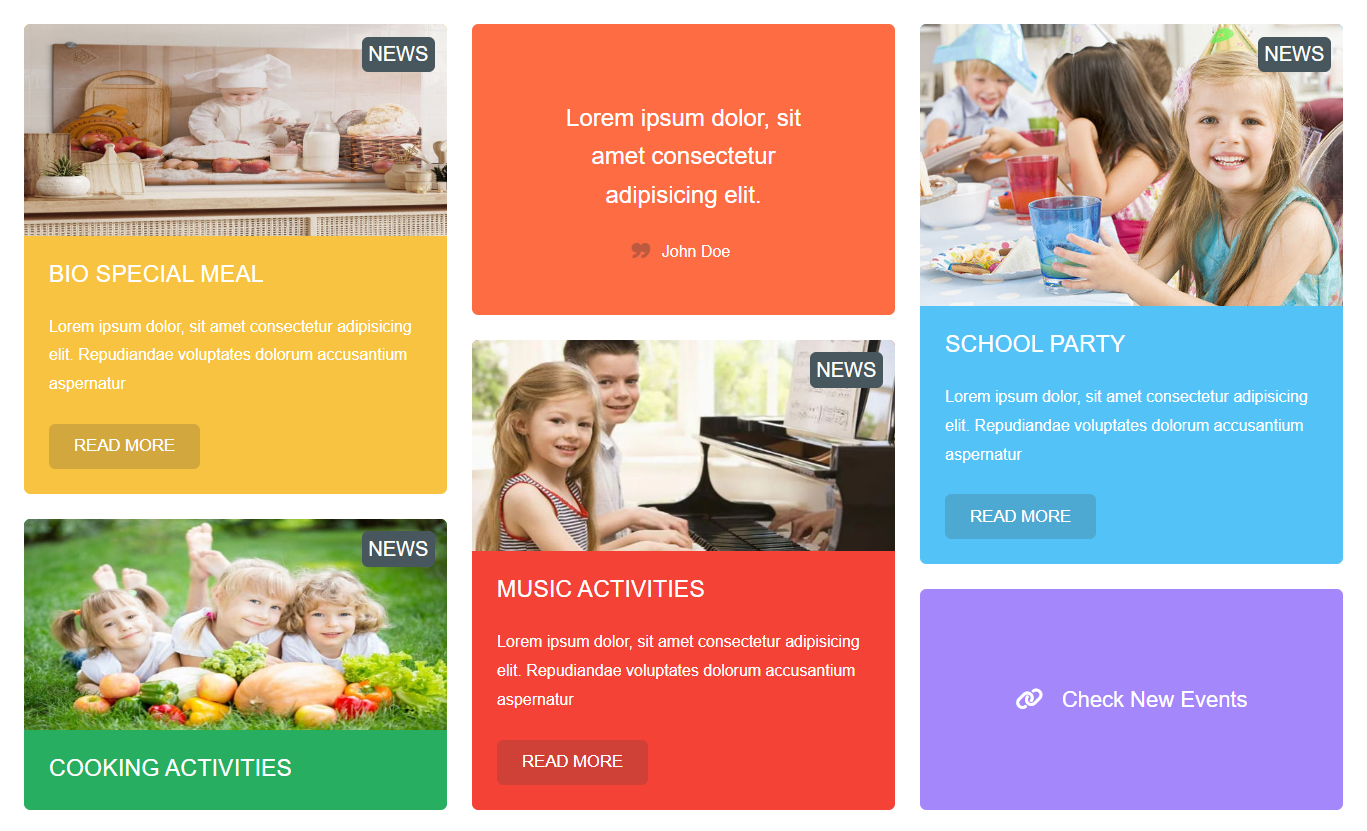 NEWS
BIO SPECIAL MEAL
Lorem ipsum dolor, sit amet consectetur adipisicing
elit. Repudiandae voluptates dolorum accusantium
aspernatur
READ MORE
NEWS
COOKING ACTIVITIES
Lorem ipsum dolor, sit
amet consectetur
adipisicing elit.
John Doe
NEWS
MUSIC ACTIVITIES
Lorem ipsum dolor, sit amet consectetur adipisicing
elit. Repudiandae voluptates dolorum accusantium
aspernatur
READ MORE
NEWS
SCHOOL PARTY
Lorem ipsum dolor, sit amet consectetur adipisicing
elit. Repudiandae voluptates dolorum accusantium
aspernatur
READ MORE
Check New Events